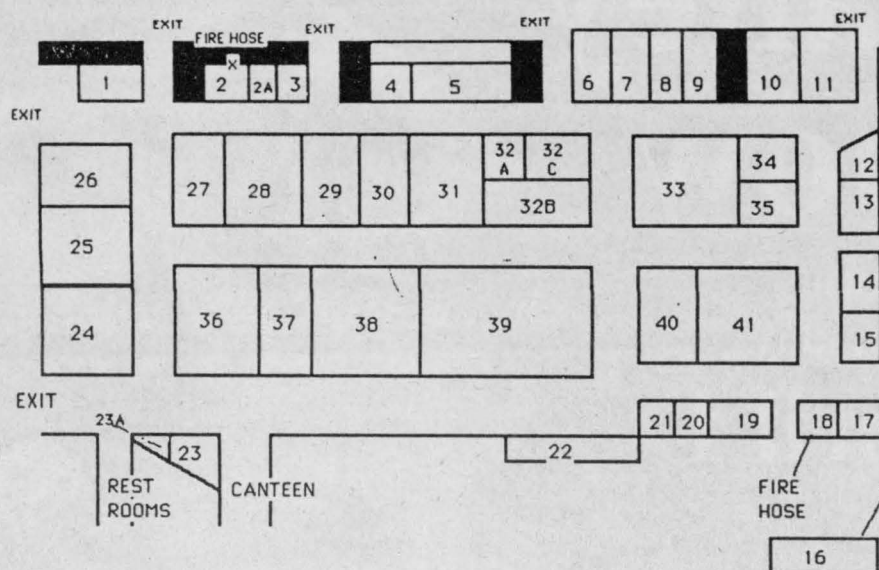 EXIT
EXIT
EXIT
EXIT
FIRE HOSE
X
1
2
2A
3
4
5
6
7
8
9
10
11
EXIT
26
25
24
27
28
29
30
31
32 A
32 C
32B
33
34
35
12
13
14
15
36
37
38
39
40
41
EXIT
23A
23
REST ROOMS
CANTEEN
22
21
20
19
18
17
FIRE HOSE
16